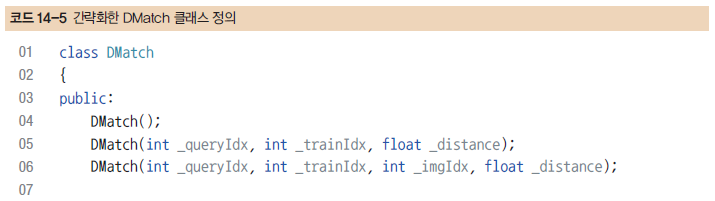 코드 14-5 간략화한 DMatch 클래스 정의
01 class DMatch
02 {
03 public:
04 DMatch();
05 DMatch(int _queryIdx, int _trainIdx, float _distance);
06 DMatch(int _queryIdx, int _trainIdx, int _imgIdx, float _distance);
07